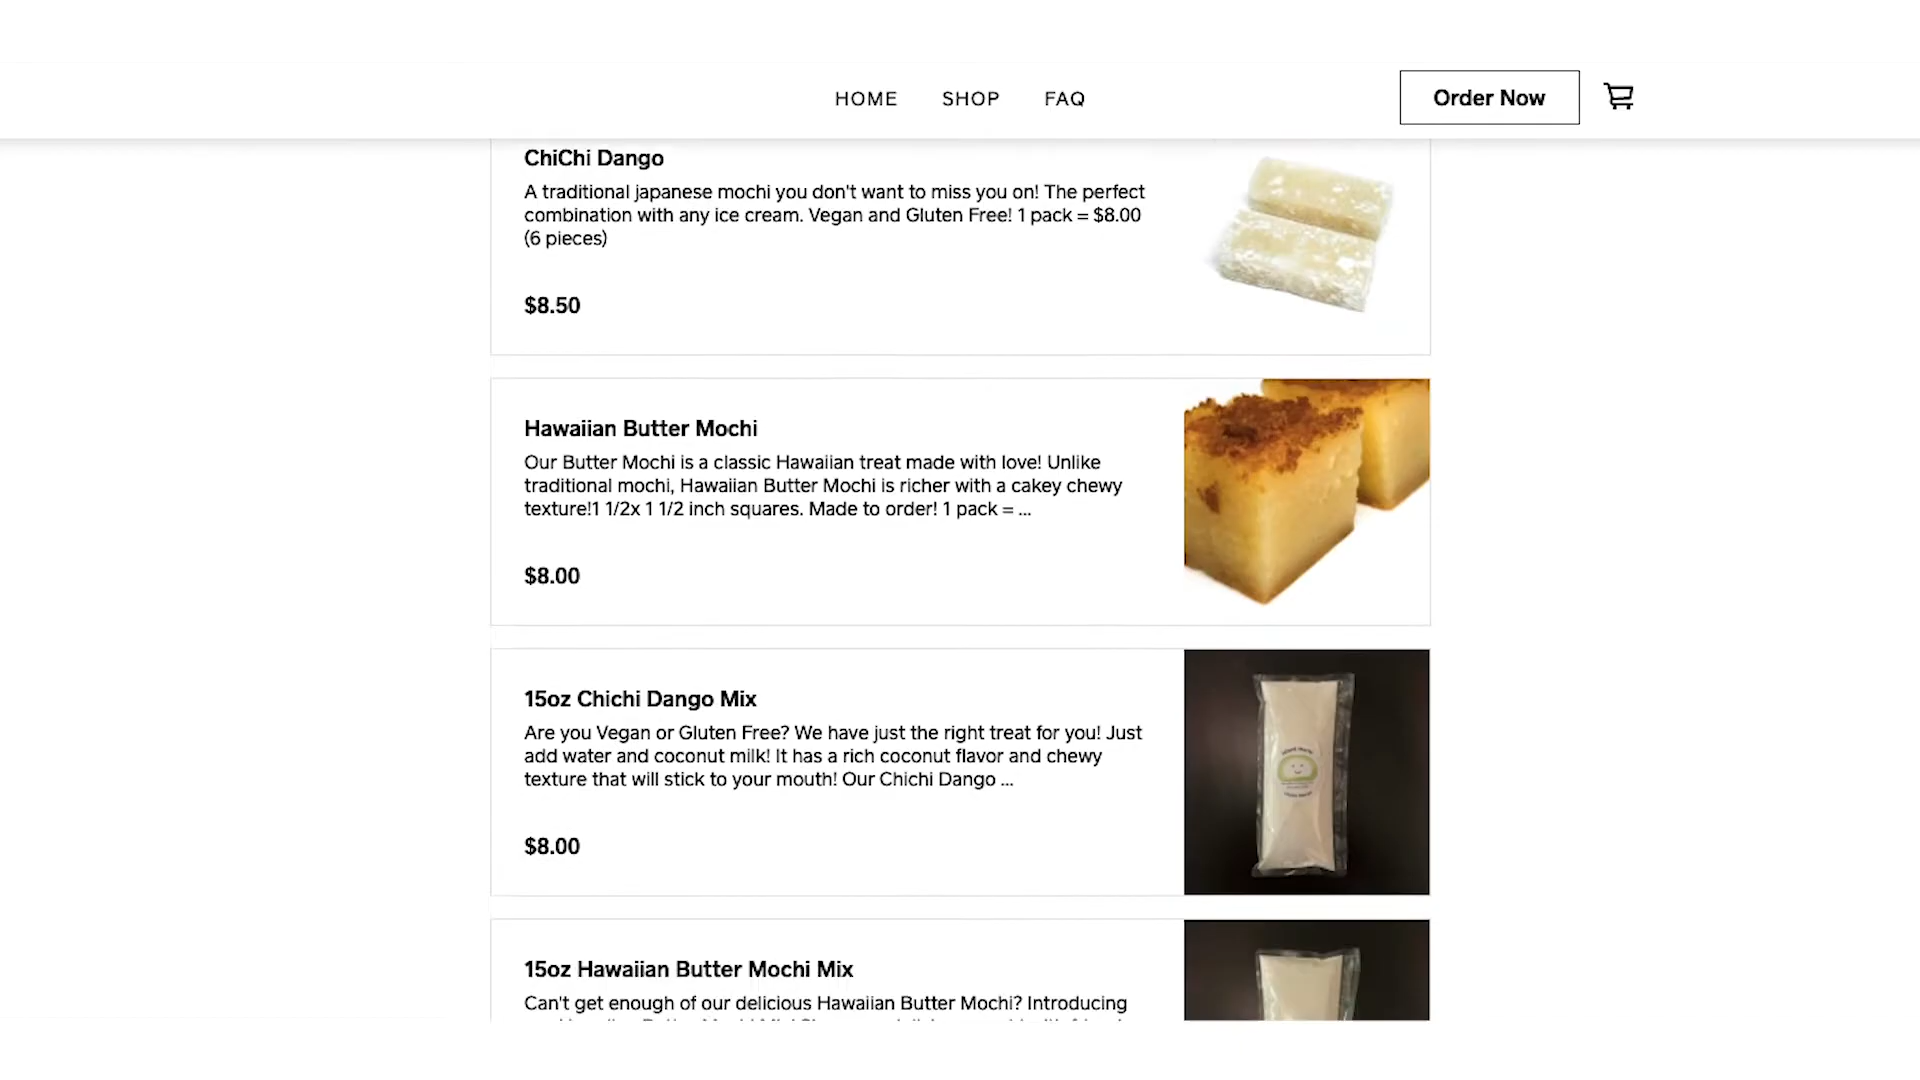 HOME SHOP FAQ
Order Now
ChiChi Dango
A traditional japanese mochi you don't want to miss you on! The perfect
combination with any ice cream. Vegan and Gluten Free! 1 pack = $8.00
(6 pieces)
$8.50
Hawaiian Butter Mochi
Our Butter Mochi is a classic Hawaiian treat made with love! Unlike
traditional mochi, Hawaiian Butter Mochi is richer with a cakey chewy
texture!1 1/2x 1 1/2 inch squares. Made to order! 1 pack = ...
$8.00
15oz Chichi Dango Mix
Are you Vegan or Gluten Free? We have just the right treat for you! Just
add water and coconut milk! It has a rich coconut flavor and chewy
texture that will stick to your mouth! Our Chichi Dango ...
$8.00
15oz Hawaiian Butter Mochi Mix
Can't get enough of our delicious Hawaiian Butter Mochi? Introducing